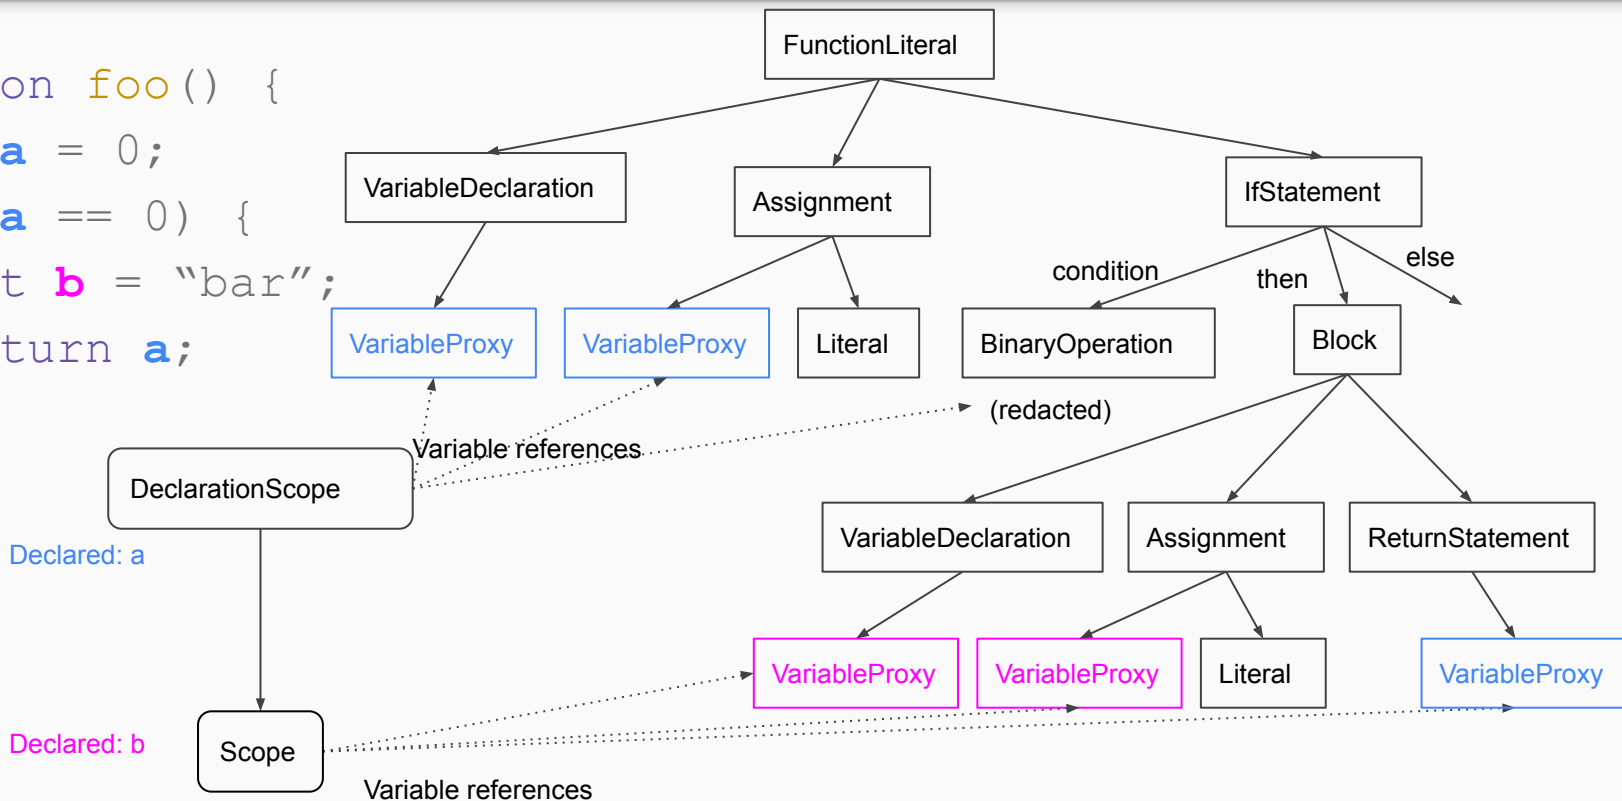 on foo() {
a = 0;
a == 0) {
t b = “bar”;
turn a;
FunctionLiteral
VariableDeclaration
Assignment
IfStatement
condition
then
else
VariableProxy
VariableProxy
Literal
BinaryOperation
Block
(redacted)
Variable references
DeclarationScope
VariableDeclaration
Assignment
ReturnStatement
Declared: a
VariableProxy
VariableProxy
Literal
VariableProxy
Declared: b
Scope
Variable references